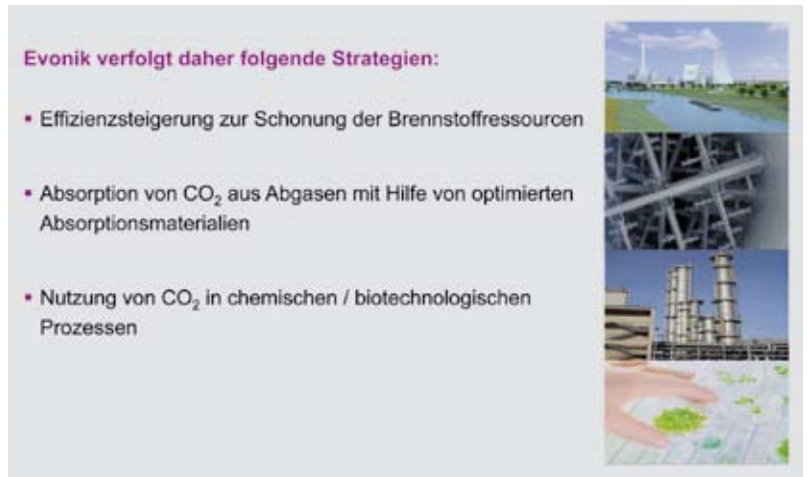 Evonik verfolgt daher folgende Strategien:
▪ Effizienzsteigerung zur Schonung der Brennstoffressourcen
▪ Absorption von CO₂ aus Abgasen mit Hilfe von optimierten
Absorptionsmaterialien
▪ Nutzung von CO₂ in chemischen / biotechnologischen
Prozessen